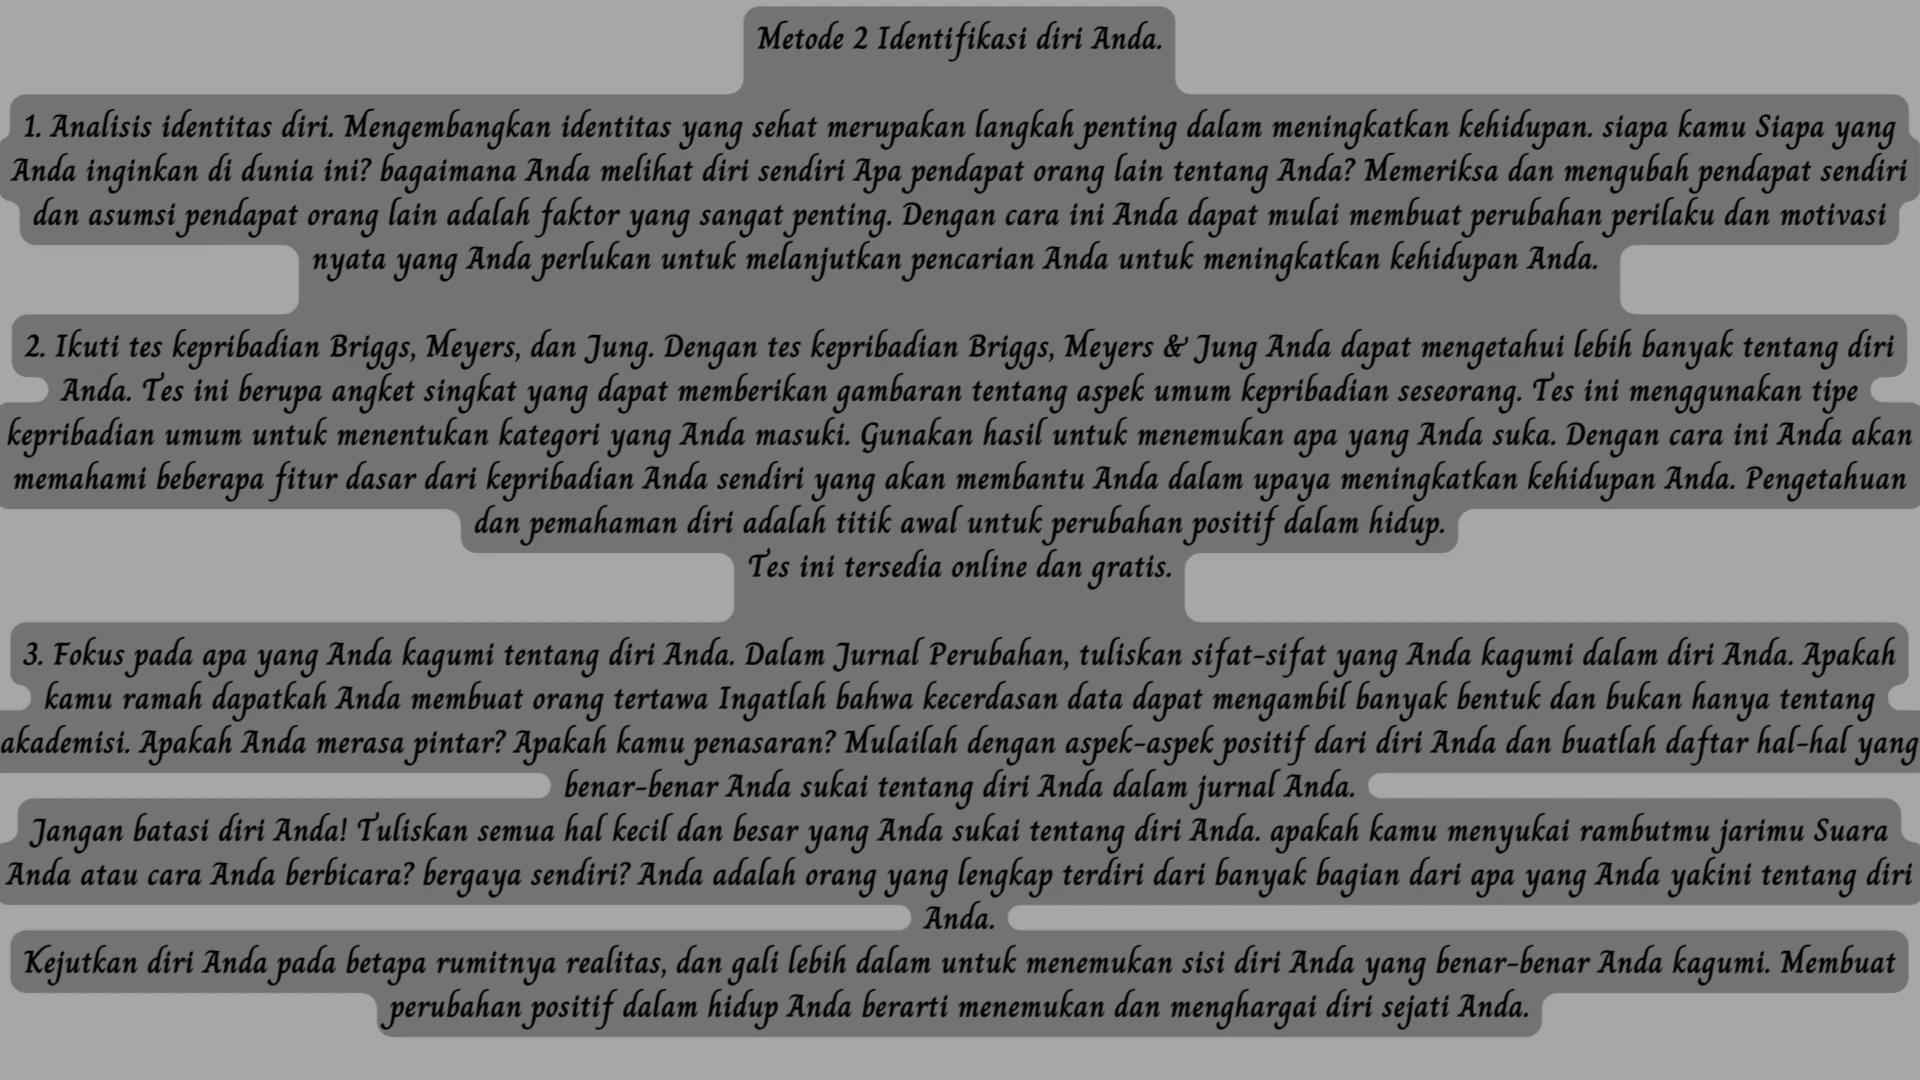 Metode 2 Identifikasi diri Anda.
1. Analisis identitas diri. Mengembangkan identitas yang sehat merupakan langkah penting dalam meningkatkan kehidupan. siapa kamu Siapa yang
Anda inginkan di dunia ini? bagaimana Anda melihat diri sendiri Apa pendapat orang lain tentang Anda? Memeriksa dan mengubah pendapat sendiri
dan asumsi pendapat orang lain adalah faktor yang sangat penting. Dengan cara ini Anda dapat mulai membuat perubahan perilaku dan motivasi
nyata yang Anda perlukan untuk melanjutkan pencarian Anda untuk meningkatkan kehidupan Anda.
2. Ikuti tes kepribadian Briggs, Meyers, dan Jung. Dengan tes kepribadian Briggs, Meyers & Jung Anda dapat mengetahui lebih banyak tentang diri
Anda. Tes ini berupa angket singkat yang dapat memberikan gambaran tentang aspek umum kepribadian seseorang. Tes ini menggunakan tipe
kepribadian umum untuk menentukan kategori yang Anda masuki. Gunakan hasil untuk menemukan apa yang Anda suka. Dengan cara ini Anda akan
memahami beberapa fitur dasar dari kepribadian Anda sendiri yang akan membantu Anda dalam upaya meningkatkan kehidupan Anda. Pengetahuan
dan pemahaman diri adalah titik awal untuk perubahan positif dalam hidup.
Tes ini tersedia online dan gratis.
3. Fokus pada apa yang Anda kagumi tentang diri Anda. Dalam Jurnal Perubahan, tuliskan sifat-sifat yang Anda kagumi dalam diri Anda. Apakah
kamu ramah dapatkah Anda membuat orang tertawa Ingatlah bahwa kecerdasan data dapat mengambil banyak bentuk dan bukan hanya tentang
akademisi. Apakah Anda merasa pintar? Apakah kamu penasaran? Mulailah dengan aspek-aspek positif dari diri Anda dan buatlah daftar hal-hal yang
benar-benar Anda sukai tentang diri Anda dalam jurnal Anda.
Jangan batasi diri Anda! Tuliskan semua hal kecil dan besar yang Anda sukai tentang diri Anda. apakah kamu menyukai rambutmu jarimu Suara
Anda atau cara Anda berbicara? bergaya sendiri? Anda adalah orang yang lengkap terdiri dari banyak bagian dari apa yang Anda yakini tentang diri
Anda.
Kejutkan diri Anda pada betapa rumitnya realitas, dan gali lebih dalam untuk menemukan sisi diri Anda yang benar-benar Anda kagumi. Membuat
perubahan positif dalam hidup Anda berarti menemukan dan menghargai diri sejati Anda.